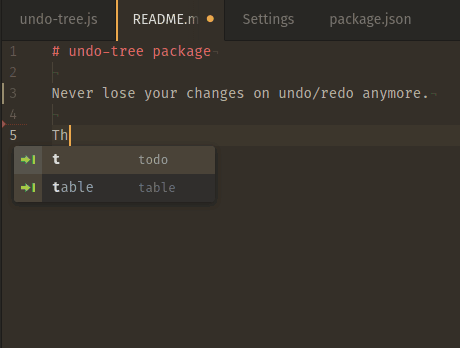 undo-tree.js README.m Settings package.json
1 # undo-tree package¬
2 ¬
3 Never lose your changes on undo/redo anymore.¬
4 ¬
5 Th
t todo
table table